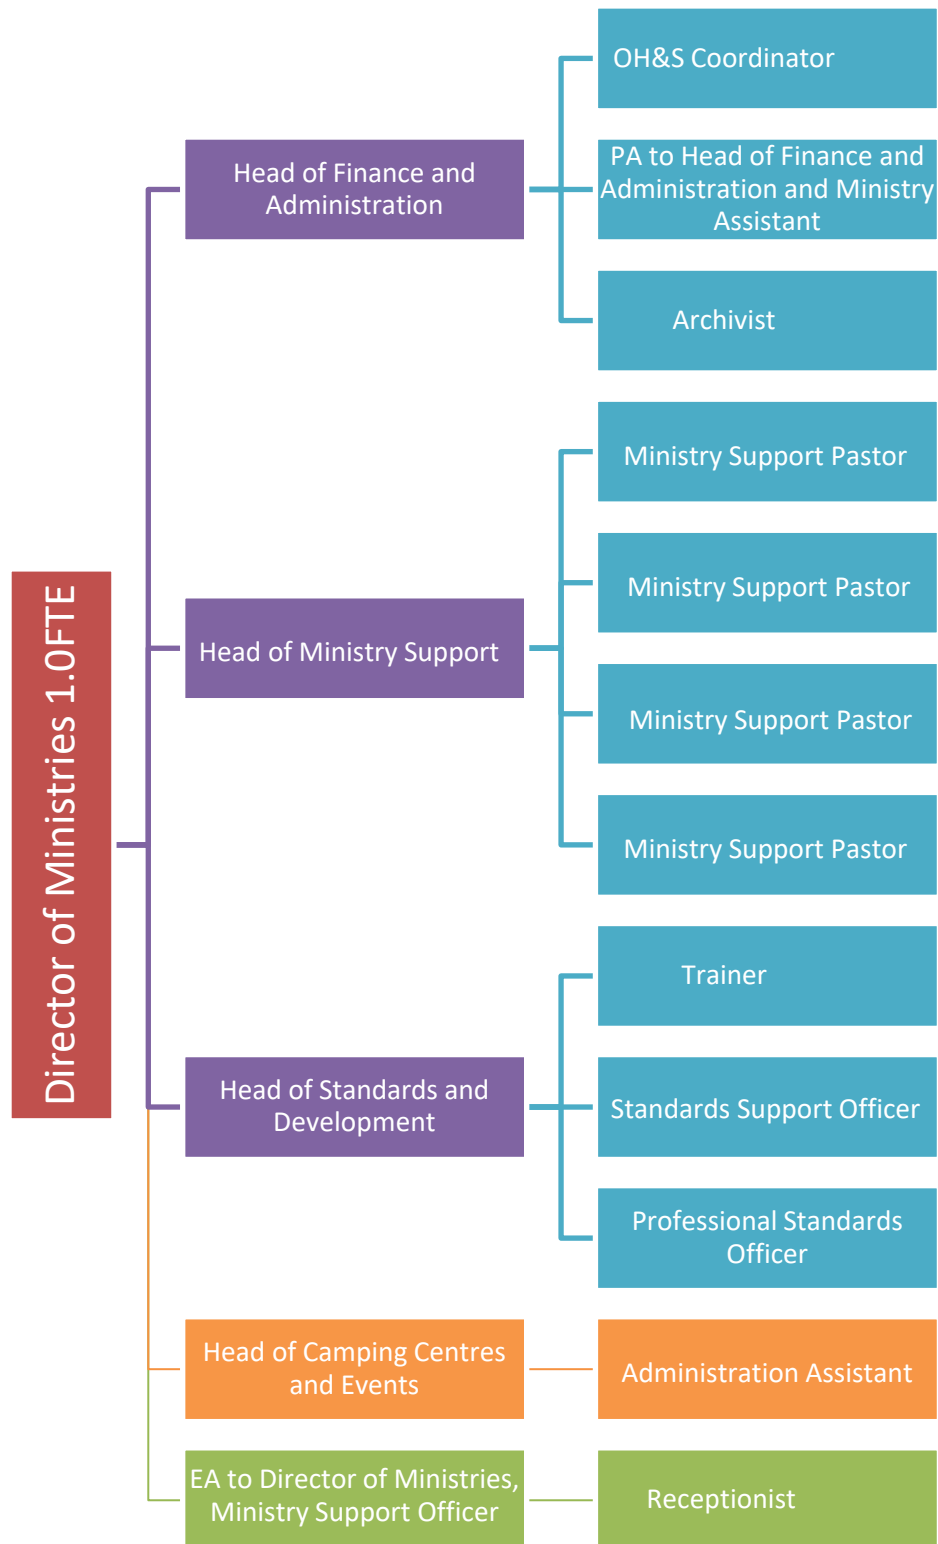 Director of Ministries 1.0FTE
Head of Finance and
Administration
OH&S Coordinator
PA to Head of Finance and
Administration and Ministry
Assistant
Archivist
Head of Ministry Support
Ministry Support Pastor
Ministry Support Pastor
Ministry Support Pastor
Ministry Support Pastor
Head of Standards and
Development
Trainer
Standards Support Officer
Professional Standards
Officer
Head of Camping Centres
and Events
Administration Assistant
EA to Director of Ministries,
Ministry Support Officer
Receptionist